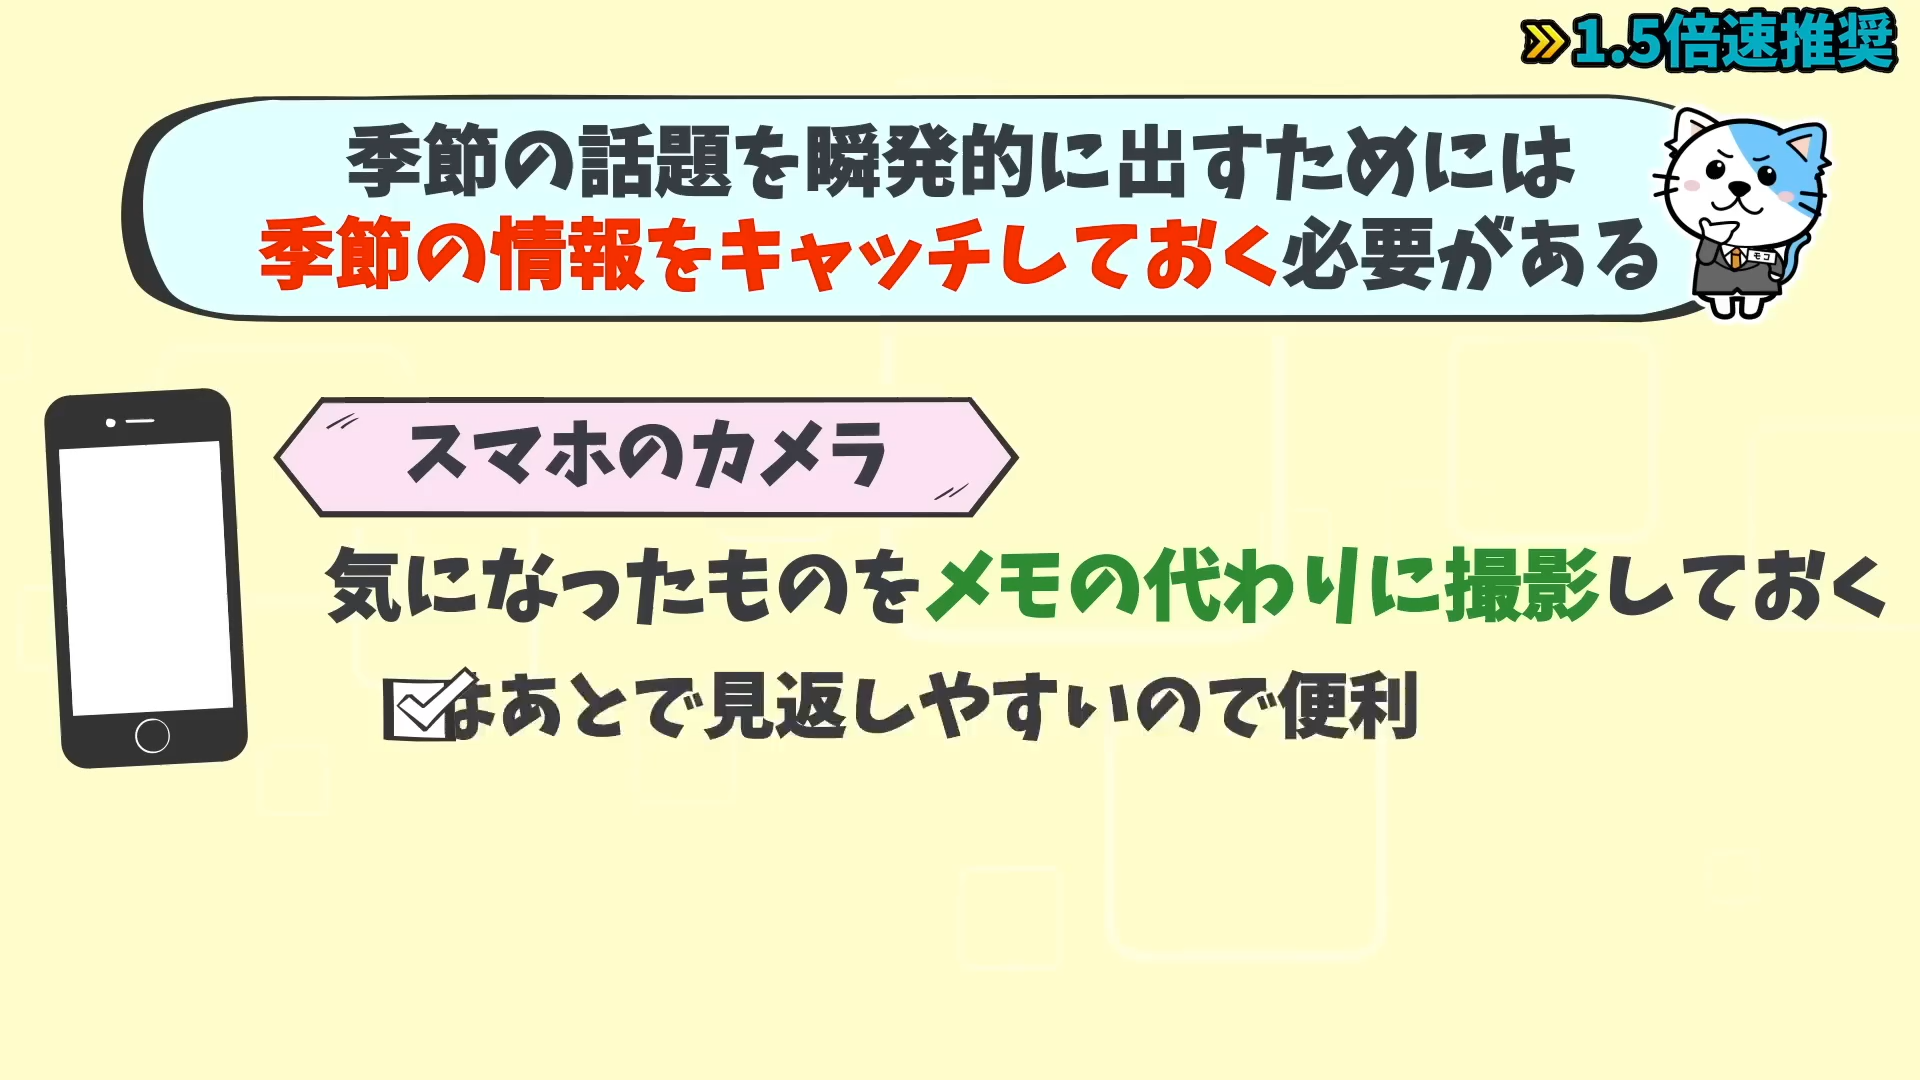 1.5倍速推奨
季節の話題を瞬発的に出すためには
季節の情報をキャッチしておく必要がある
モコ
スマホのカメラ
気になったものをメモの代わりに撮影しておく
はあとで見返しやすいので便利